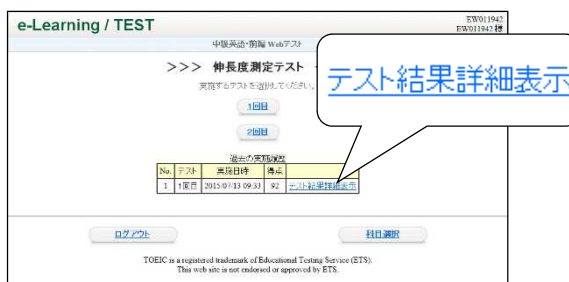 e-Learning / TEST
EW011942
EW011942 様
中級英語・前編 Webテスト
>>> 伸長度測定テスト
実施するテストを選択してください。
1回目
2回目
過去の実施履歴
No. テスト 実施日時 得点
1 1回目 2015/07/13 09:33 92 テスト結果詳細表示
テスト結果詳細表示
ログアウト
科目選択
TOEIC is a registered trademark of Educational Testing Service (ETS).
This web site is not endorsed or approved by ETS.